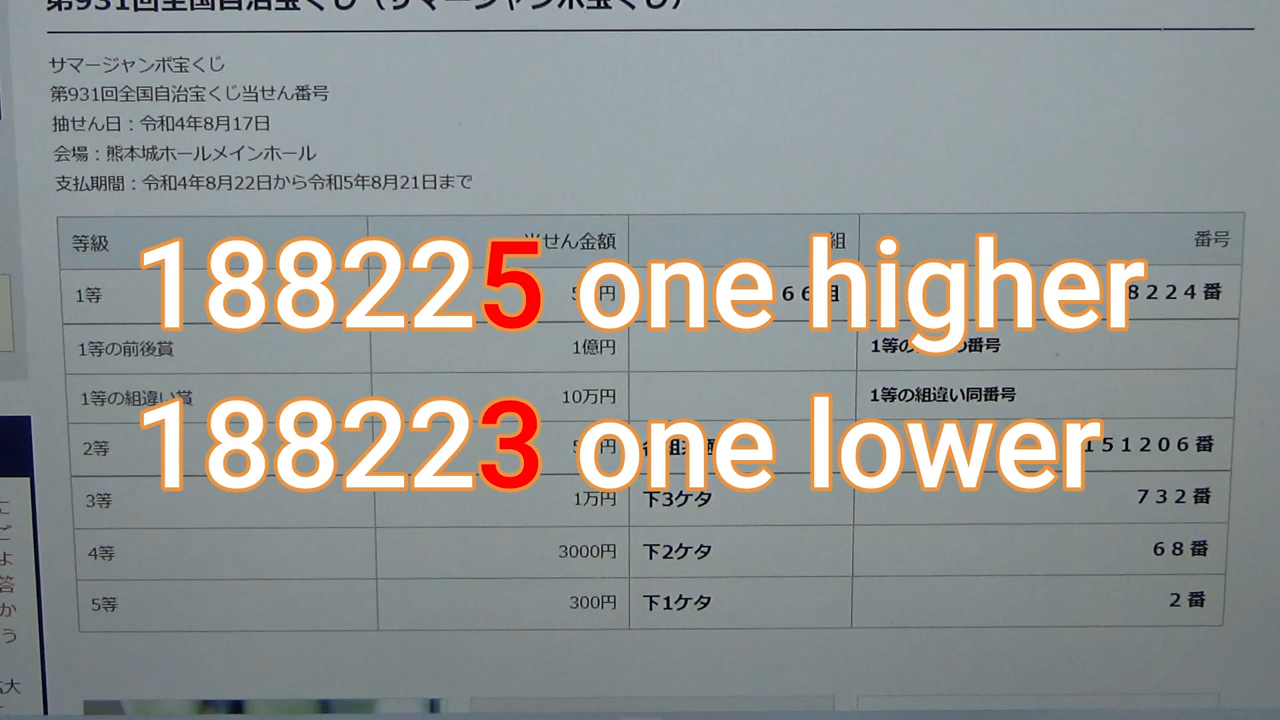 第931回全国自治宝くじ（サマージャンボ宝くじ）
サマージャンボ宝くじ
第931回全国自治宝くじ当せん番号
抽せん日：令和4年8月17日
会場：熊本城ホールメインホール
支払期間：令和4年8月22日から令和5年8月21日まで
等級 当せん金額 組 番号
188225 one higher
1等 円 66組 8224番
1等の前後賞 1億円 1等の 番号
1等の組違い賞 10万円 1等の組違い同番号
188223 one lower
2等 円 151206番
3等 1万円 下3ケタ 732番
4等 3000円 下2ケタ 68番
5等 300円 下1ケタ 2番
こ
ご
よ
答
か
う
大